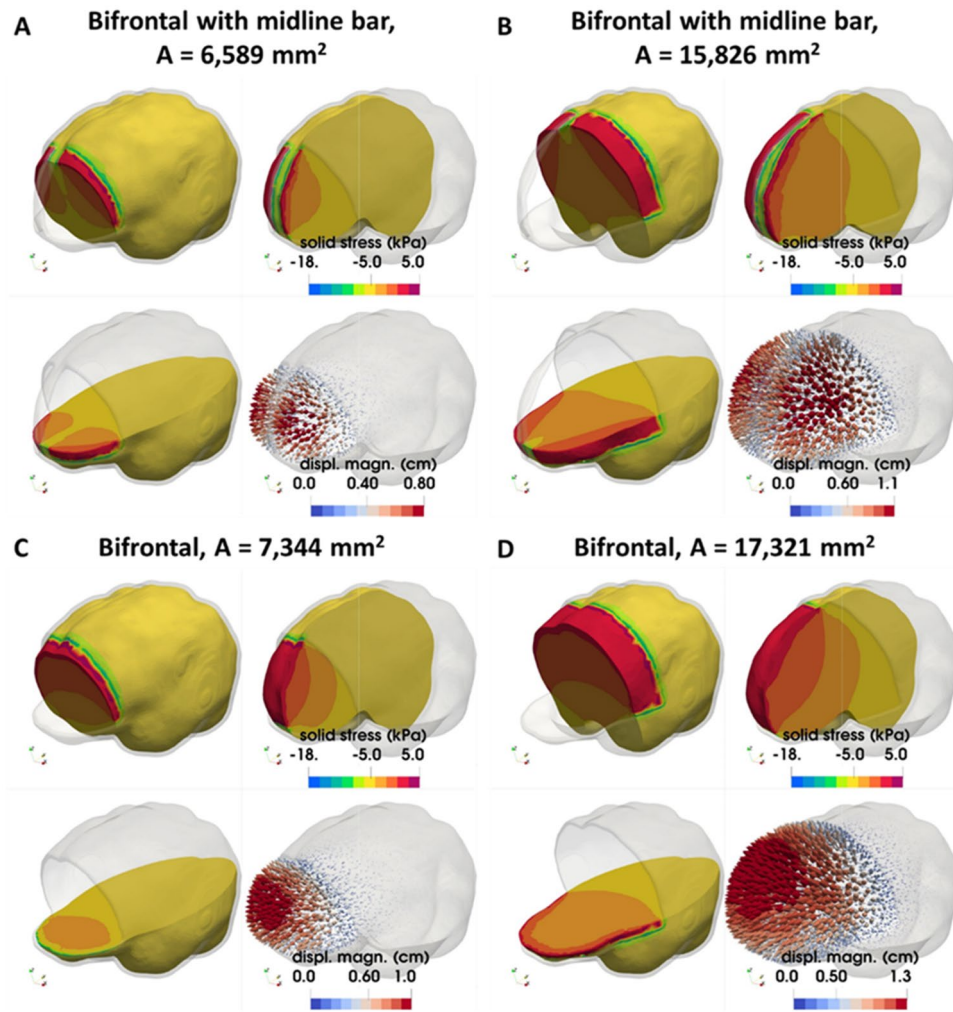 A
Bifrontal with midline bar,
A = 6,589 mm²
B
Bifrontal with midline bar,
A = 15,826 mm²
solid stress (kPa)
-18. -5.0 5.0
solid stress (kPa)
-18. -5.0 5.0
displ. magn. (cm)
0.0 0.40 0.80
displ. magn. (cm)
0.0 0.60 1.1
C
Bifrontal, A = 7,344 mm²
D
Bifrontal, A = 17,321 mm²
solid stress (kPa)
-18. -5.0 5.0
solid stress (kPa)
-18. -5.0 5.0
displ. magn. (cm)
0.0 0.60 1.0
displ. magn. (cm)
0.0 0.50 1.3